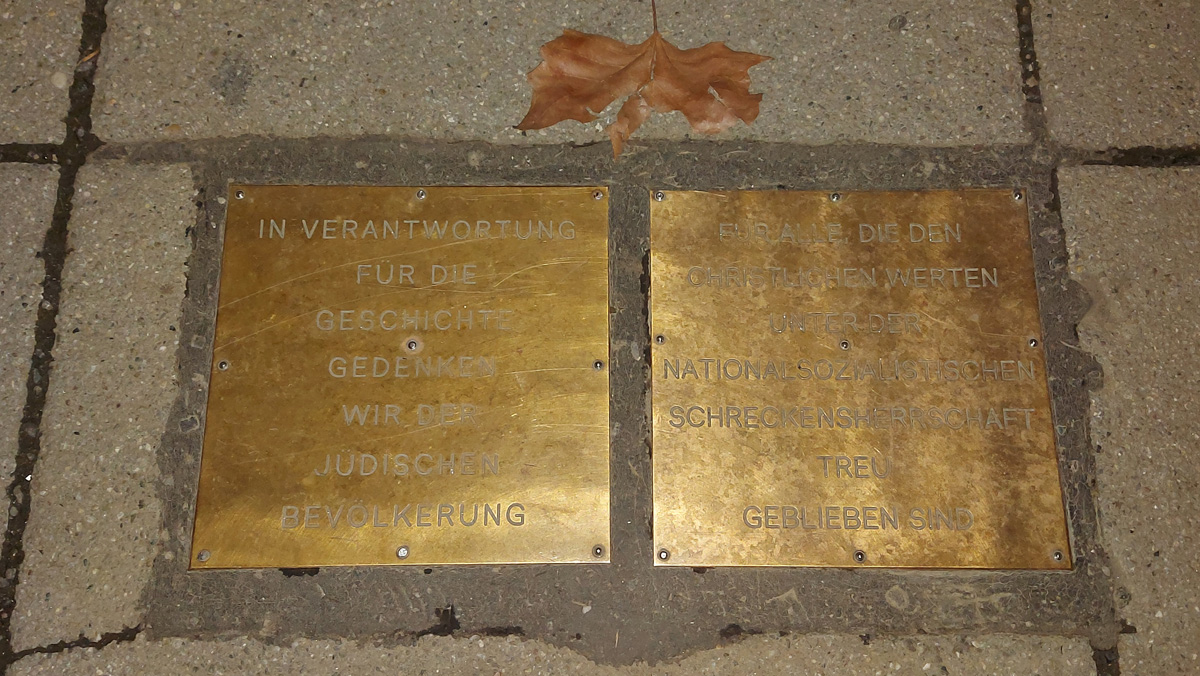 IN VERANTWORTUNG
FÜR DIE
GESCHICHTE
GEDENKEN
WIR DER
JÜDISCHEN
BEVÖLKERUNG
FÜR ALLE, DIE DEN
CHRISTLICHEN WERTEN
UNTER DER
NATIONALSOZIALISTISCHEN
SCHRECKENSHERRSCHAFT
TREU
GEBLIEBEN SIND